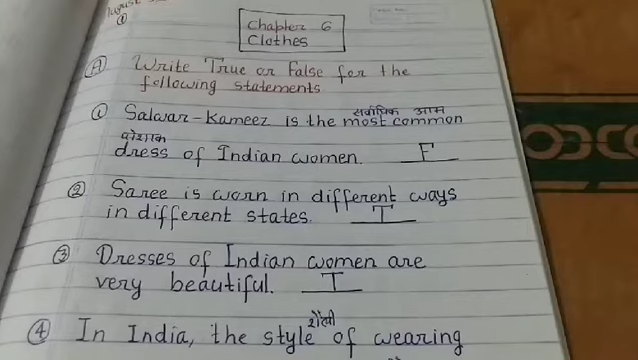 August
①
Chapter 6
Clothes
Ⓐ Write True or False for the
following statements
① Salwar-Kameez is the most common
सर्वाधिक आम
पोशाक
dress of Indian women. F
② Saree is worn in different ways
in different states. T
③ Dresses of Indian women are
very beautiful. T
शैली
④ In India, the style of wearing